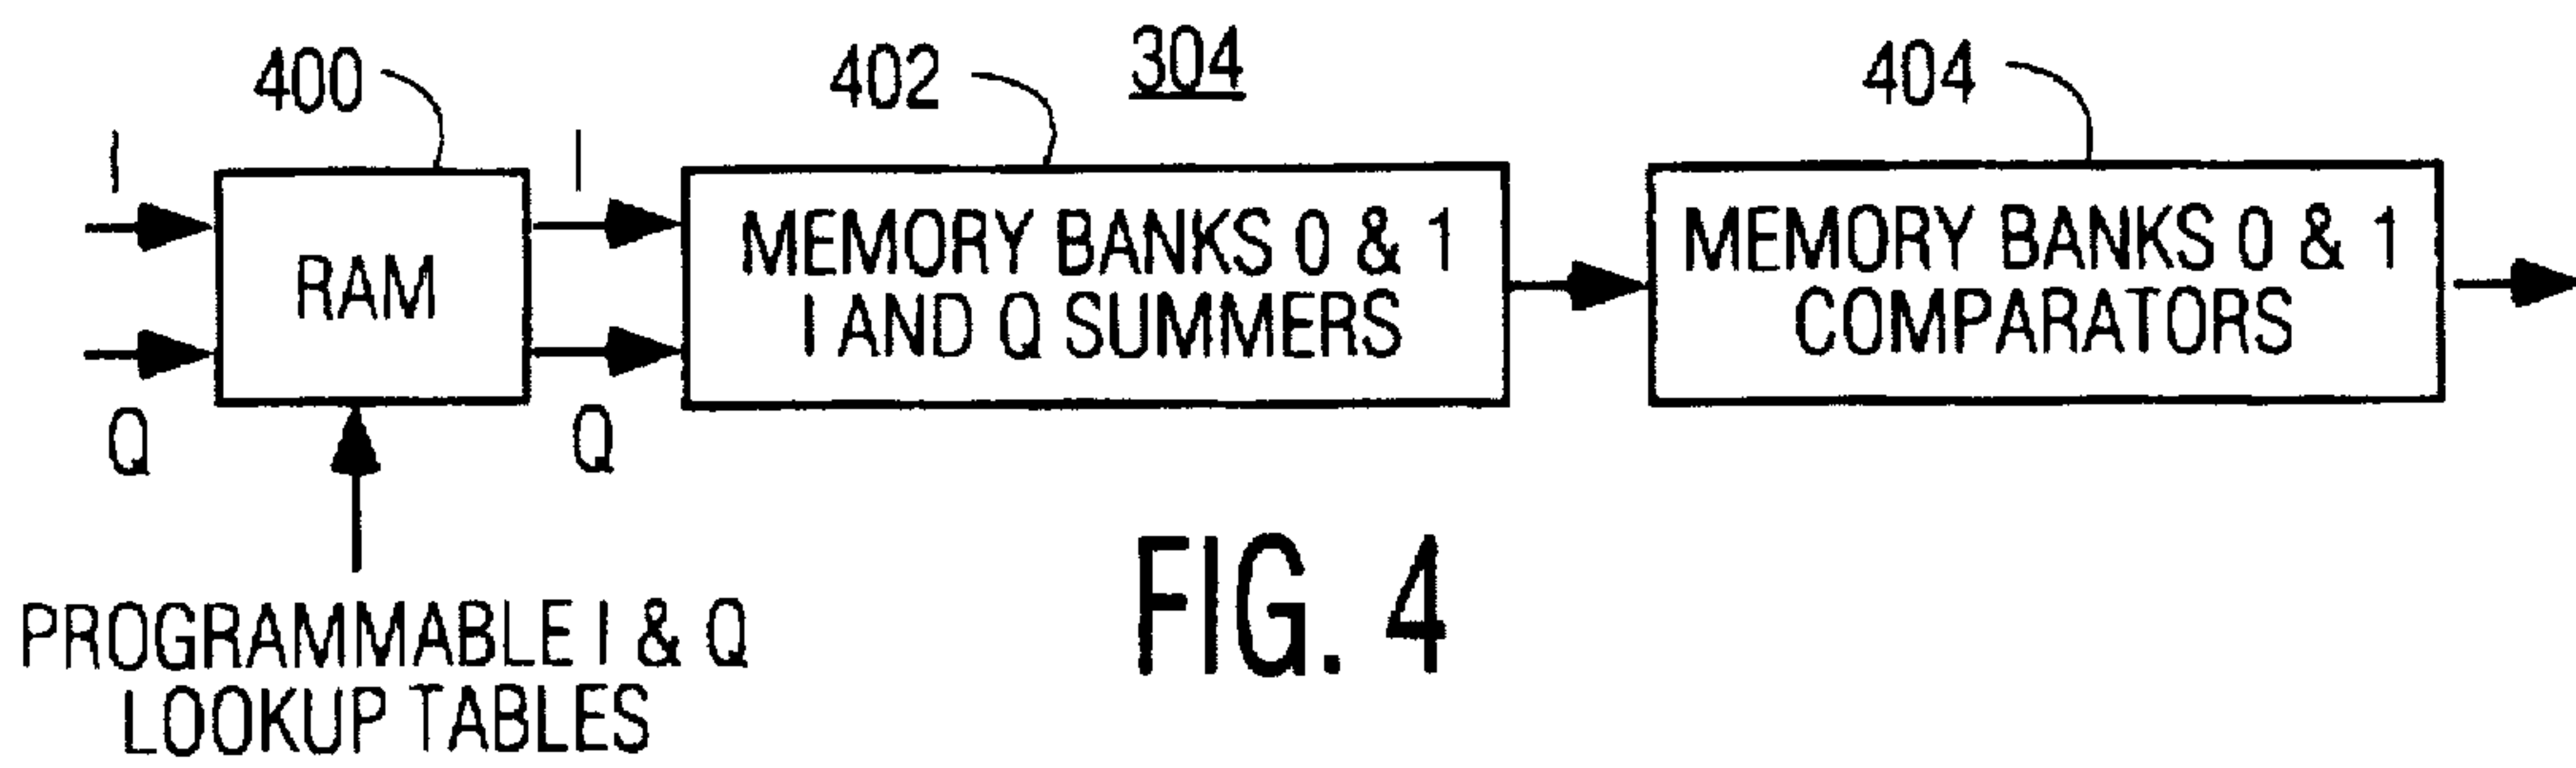 400
402
304
404
I
I
RAM
MEMORY BANKS 0 & 1
I AND Q SUMMERS
MEMORY BANKS 0 & 1
COMPARATORS
Q
Q
PROGRAMMABLE I & Q
LOOKUP TABLES
FIG. 4